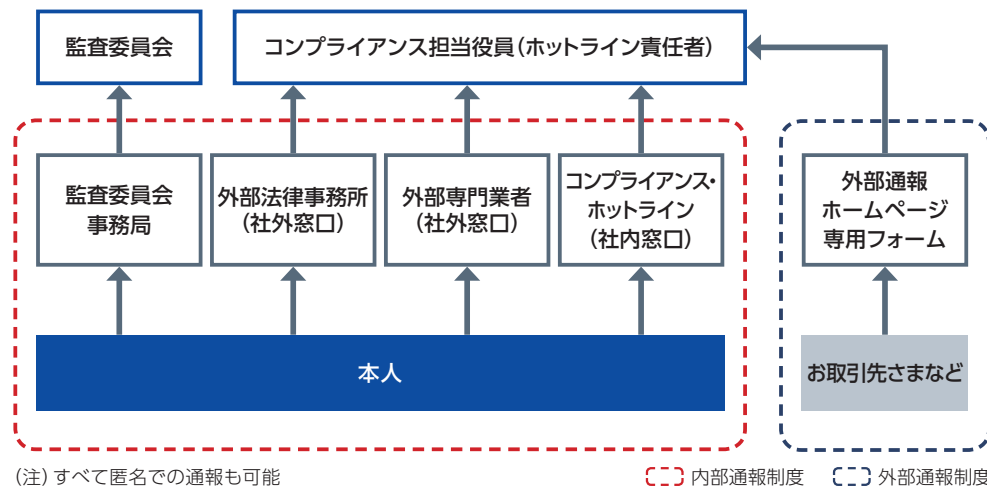 監査委員会
コンプライアンス担当役員(ホットライン責任者)
監査委員会
事務局
外部法律事務所
(社外窓口)
外部専門業者
(社外窓口)
コンプライアンス・
ホットライン
(社内窓口)
外部通報
ホームページ
専用フォーム
本人
お取引先さまなど
(注)すべて匿名での通報も可能
内部通報制度
外部通報制度